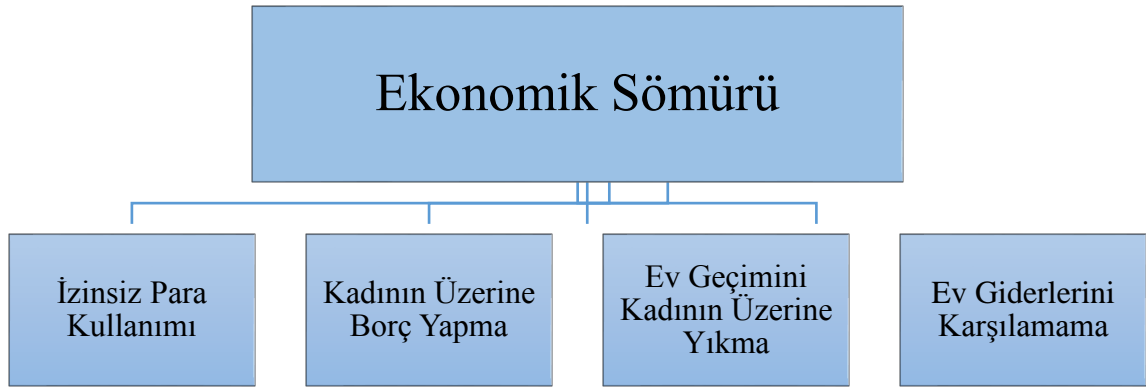 Ekonomik Sömürü
İzinsiz Para
Kullanımı
Kadının Üzerine
Borç Yapma
Ev Geçimini
Kadının Üzerine
Yıkma
Ev Giderlerini
Karşılamama